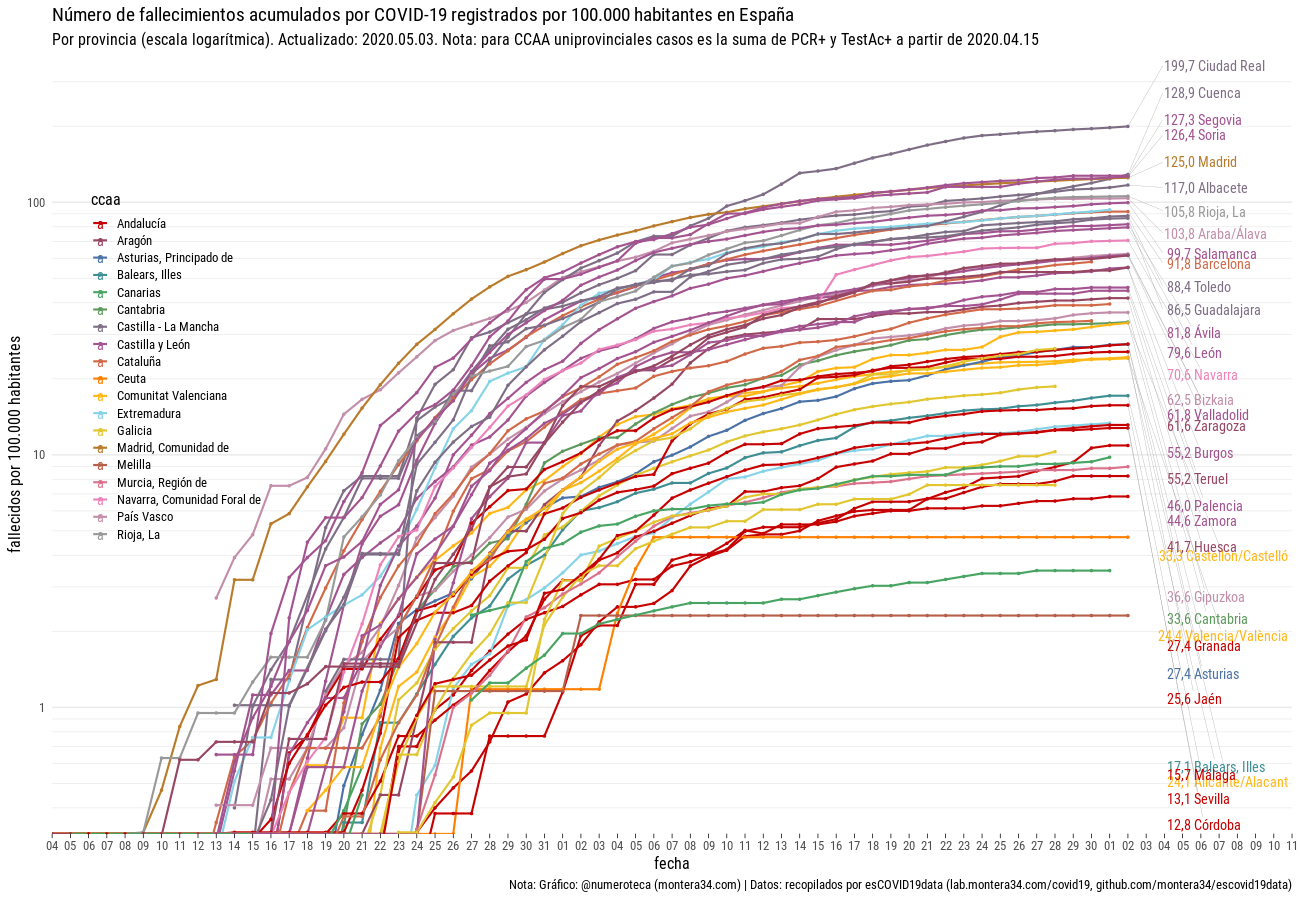 Número de fallecimientos acumulados por COVID-19 registrados por 100.000 habitantes en España
Por provincia (escala logarítmica). Actualizado: 2020.05.03. Nota: para CCAA uniprovinciales casos es la suma de PCR+ y TestAc+ a partir de 2020.04.15
fallecidos por 100.000 habitantes
100
10
1
ccaa
Andalucía
Aragón
Asturias, Principado de
Balears, Illes
Canarias
Cantabria
Castilla - La Mancha
Castilla y León
Cataluña
Ceuta
Comunitat Valenciana
Extremadura
Galicia
Madrid, Comunidad de
Melilla
Murcia, Región de
Navarra, Comunidad Foral de
País Vasco
Rioja, La
199,7 Ciudad Real
128,9 Cuenca
127,3 Segovia
126,4 Soria
125,0 Madrid
117,0 Albacete
105,8 Rioja, La
103,8 Araba/Álava
99,7 Salamanca
91,8 Barcelona
88,4 Toledo
86,5 Guadalajara
81,8 Ávila
79,6 León
70,6 Navarra
62,5 Bizkaia
61,8 Valladolid
61,6 Zaragoza
55,2 Burgos
55,2 Teruel
46,0 Palencia
44,6 Zamora
41,7 Huesca
33,3 Castellón/Castelló
36,6 Gipuzkoa
33,6 Cantabria
24,4 Valencia/València
27,4 Granada
27,4 Asturias
25,6 Jaén
17,1 Balears, Illes
15,7 Málaga
24,1 Alicante/Alacant
13,1 Sevilla
12,8 Córdoba
04 05 06 07 08 09 10 11 12 13 14 15 16 17 18 19 20 21 22 23 24 25 26 27 28 29 30 31 01 02 03 04 05 06 07 08 09 10 11 12 13 14 15 16 17 18 19 20 21 22 23 24 25 26 27 28 29 30 01 02 03 04 05 06 07 08 09 10 11
fecha
Nota: Gráfico: @numeroteca (montera34.com) | Datos: recopilados por esCOVID19data (lab.montera34.com/covid19, github.com/montera34/escovid19data)